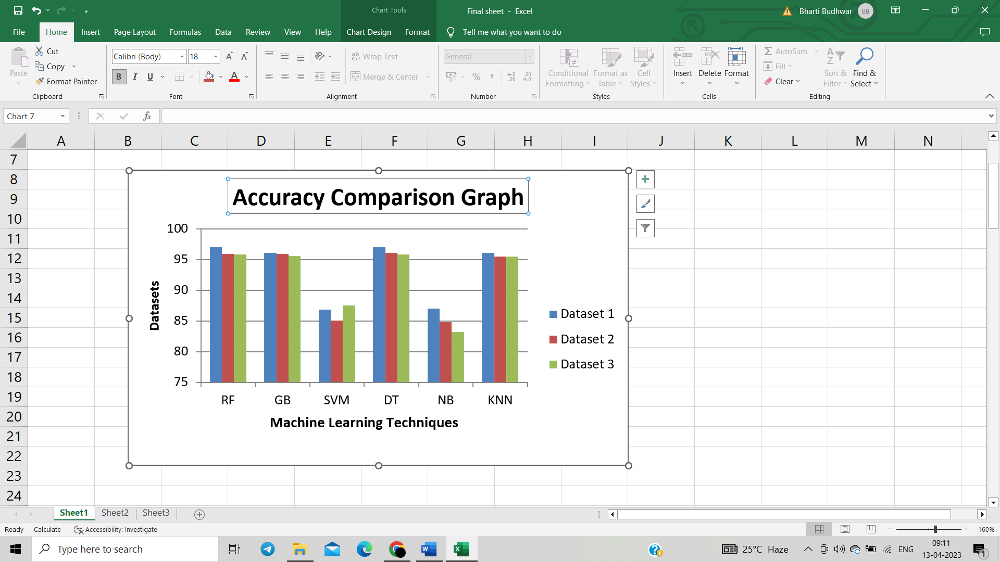 Chart Tools
Final sheet - Excel
Bharti Budhwar
BB
File
Home
Insert
Page Layout
Formulas
Data
Review
View
Help
Chart Design
Format
Tell me what you want to do
Paste
Cut
Copy
Format Painter
Clipboard
Calibri (Body)
18
B
I
U
Font
Wrap Text
Merge & Center
Alignment
General
%
Number
Conditional
Formatting
Format as
Table
Cell
Styles
Styles
Insert
Delete
Format
Cells
AutoSum
Fill
Clear
Sort &
Filter
Find &
Select
Editing
Chart 7
fx
A B C D E F G H I J K L M N
7
8
9
10
11
12
13
14
15
16
17
18
19
20
21
22
23
24
Accuracy Comparison Graph
100
95
90
85
80
75
Datasets
RF GB SVM DT NB KNN
Machine Learning Techniques
Dataset 1
Dataset 2
Dataset 3
Sheet1
Sheet2
Sheet3
Ready
Calculate
Accessibility: Investigate
160%
Type here to search
25°C Haze
ENG
09:11
13-04-2023
1